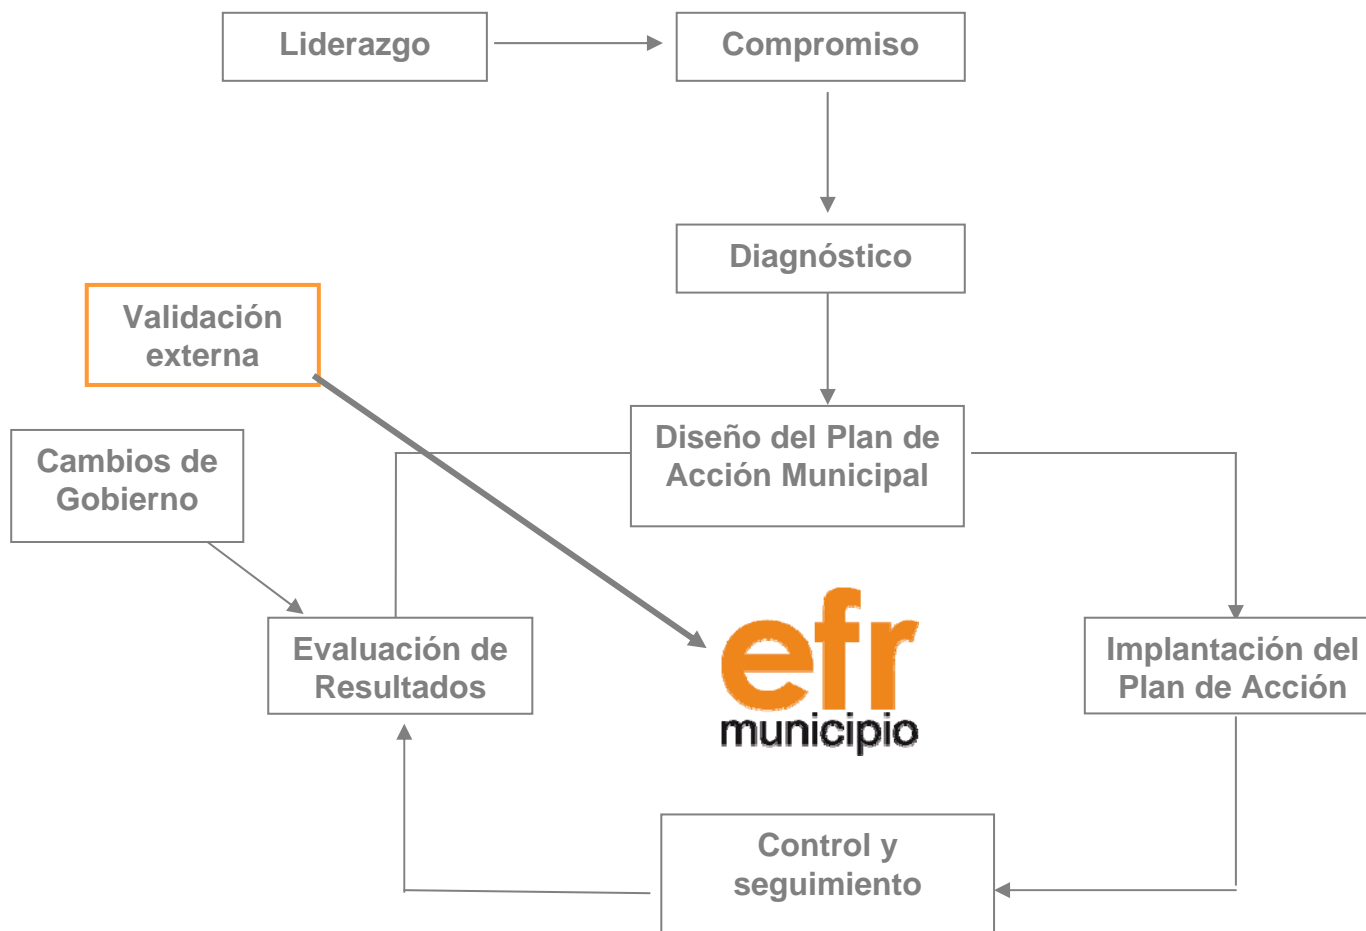 Liderazgo
Compromiso
Diagnóstico
Validación
externa
Diseño del Plan de
Acción Municipal
Cambios de
Gobierno
efr
municipio
Evaluación de
Resultados
Implantación del
Plan de Acción
Control y
seguimiento